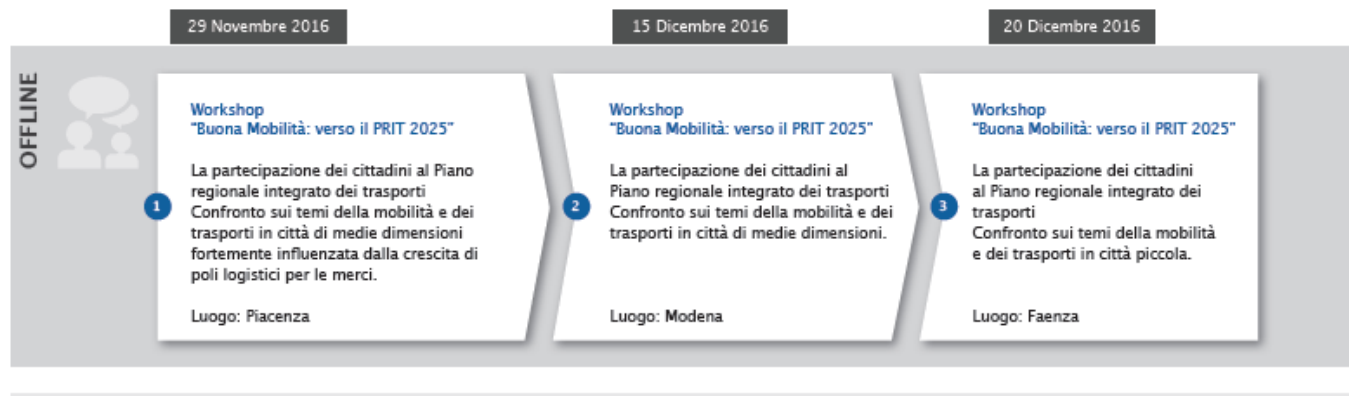 29 Novembre 2016
15 Dicembre 2016
20 Dicembre 2016
OFFLINE
1
Workshop
"Buona Mobilità: verso il PRIT 2025"
La partecipazione dei cittadini al Piano
regionale integrato dei trasporti
Confronto sui temi della mobilità e dei
trasporti in città di medie dimensioni
fortemente influenzata dalla crescita di
poli logistici per le merci.
Luogo: Piacenza
2
Workshop
"Buona Mobilità: verso il PRIT 2025"
La partecipazione dei cittadini al
Piano regionale integrato dei trasporti
Confronto sui temi della mobilità e dei
trasporti in città di medie dimensioni.
Luogo: Modena
3
Workshop
"Buona Mobilità: verso il PRIT 2025"
La partecipazione dei cittadini
al Piano regionale integrato dei
trasporti
Confronto sui temi della mobilità
e dei trasporti in città piccola.
Luogo: Faenza